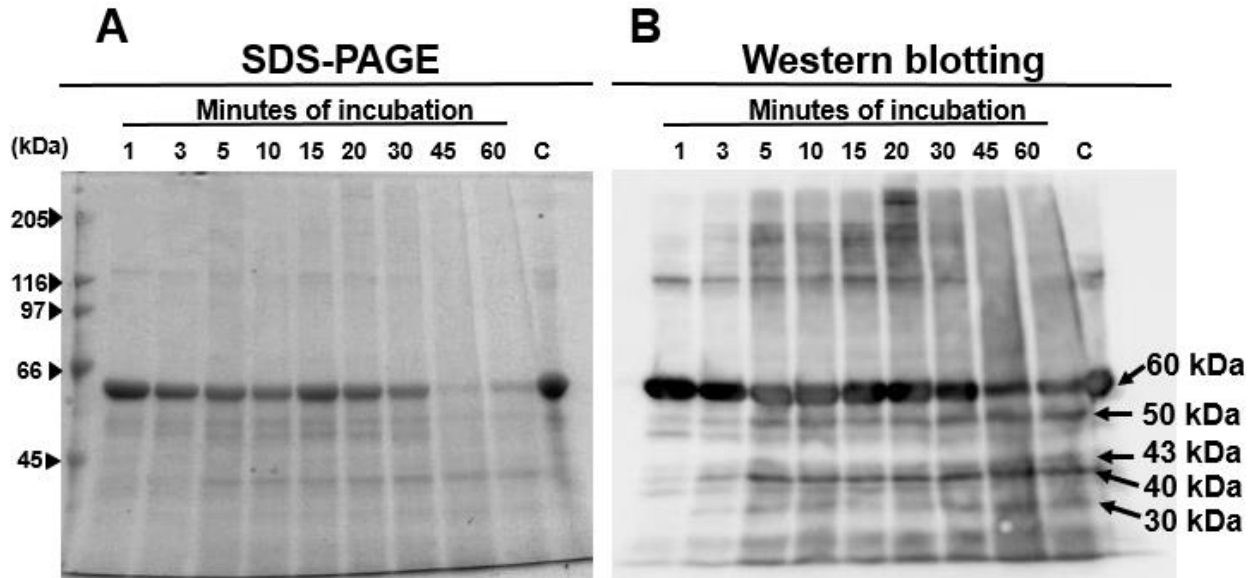 A
SDS-PAGE
Minutes of incubation
(kDa) 1 3 5 10 15 20 30 45 60 C
205
116
97
66
45
B
Western blotting
Minutes of incubation
1 3 5 10 15 20 30 45 60 C
60 kDa
50 kDa
43 kDa
40 kDa
30 kDa